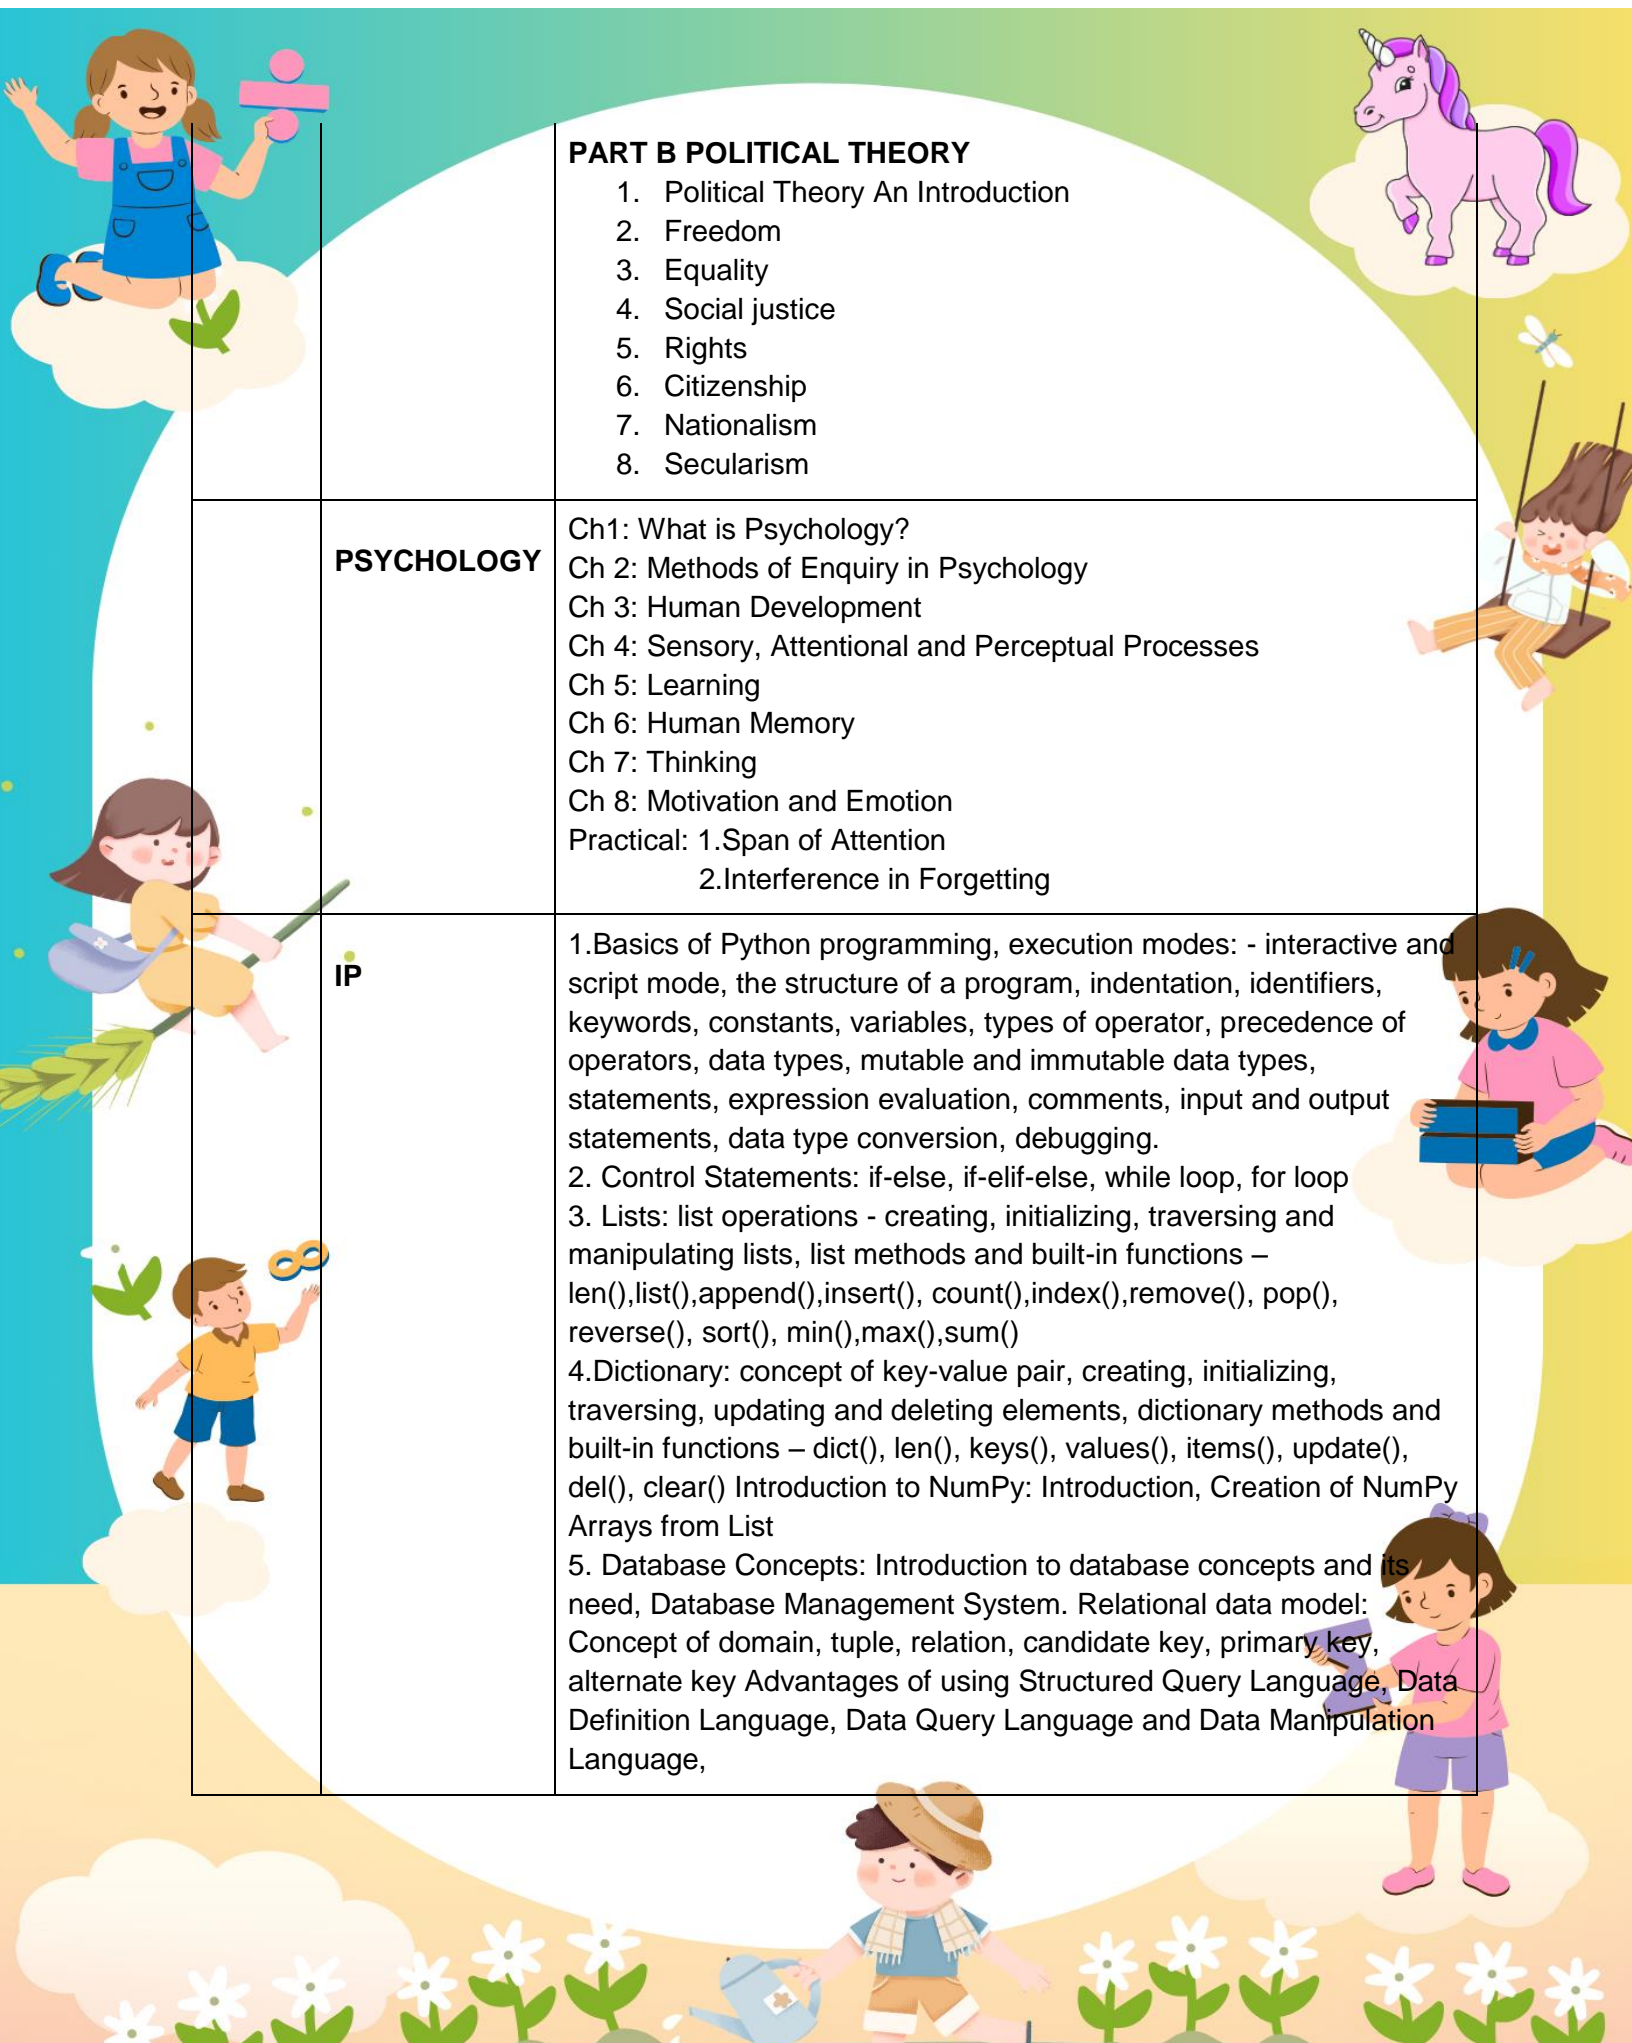 PART B POLITICAL THEORY
1. Political Theory An Introduction
2. Freedom
3. Equality
4. Social justice
5. Rights
6. Citizenship
7. Nationalism
8. Secularism
PSYCHOLOGY
Ch1: What is Psychology?
Ch 2: Methods of Enquiry in Psychology
Ch 3: Human Development
Ch 4: Sensory, Attentional and Perceptual Processes
Ch 5: Learning
Ch 6: Human Memory
Ch 7: Thinking
Ch 8: Motivation and Emotion
Practical: 1.Span of Attention
2.Interference in Forgetting
IP
1.Basics of Python programming, execution modes: - interactive and
script mode, the structure of a program, indentation, identifiers,
keywords, constants, variables, types of operator, precedence of
operators, data types, mutable and immutable data types,
statements, expression evaluation, comments, input and output
statements, data type conversion, debugging.
2. Control Statements: if-else, if-elif-else, while loop, for loop
3. Lists: list operations - creating, initializing, traversing and
manipulating lists, list methods and built-in functions –
len(),list(),append(),insert(), count(),index(),remove(), pop(),
reverse(), sort(), min(),max(),sum()
4.Dictionary: concept of key-value pair, creating, initializing,
traversing, updating and deleting elements, dictionary methods and
built-in functions – dict(), len(), keys(), values(), items(), update(),
del(), clear() Introduction to NumPy: Introduction, Creation of NumPy
Arrays from List
5. Database Concepts: Introduction to database concepts and its
need, Database Management System. Relational data model:
Concept of domain, tuple, relation, candidate key, primary key,
alternate key Advantages of using Structured Query Language, Data
Definition Language, Data Query Language and Data Manipulation
Language,